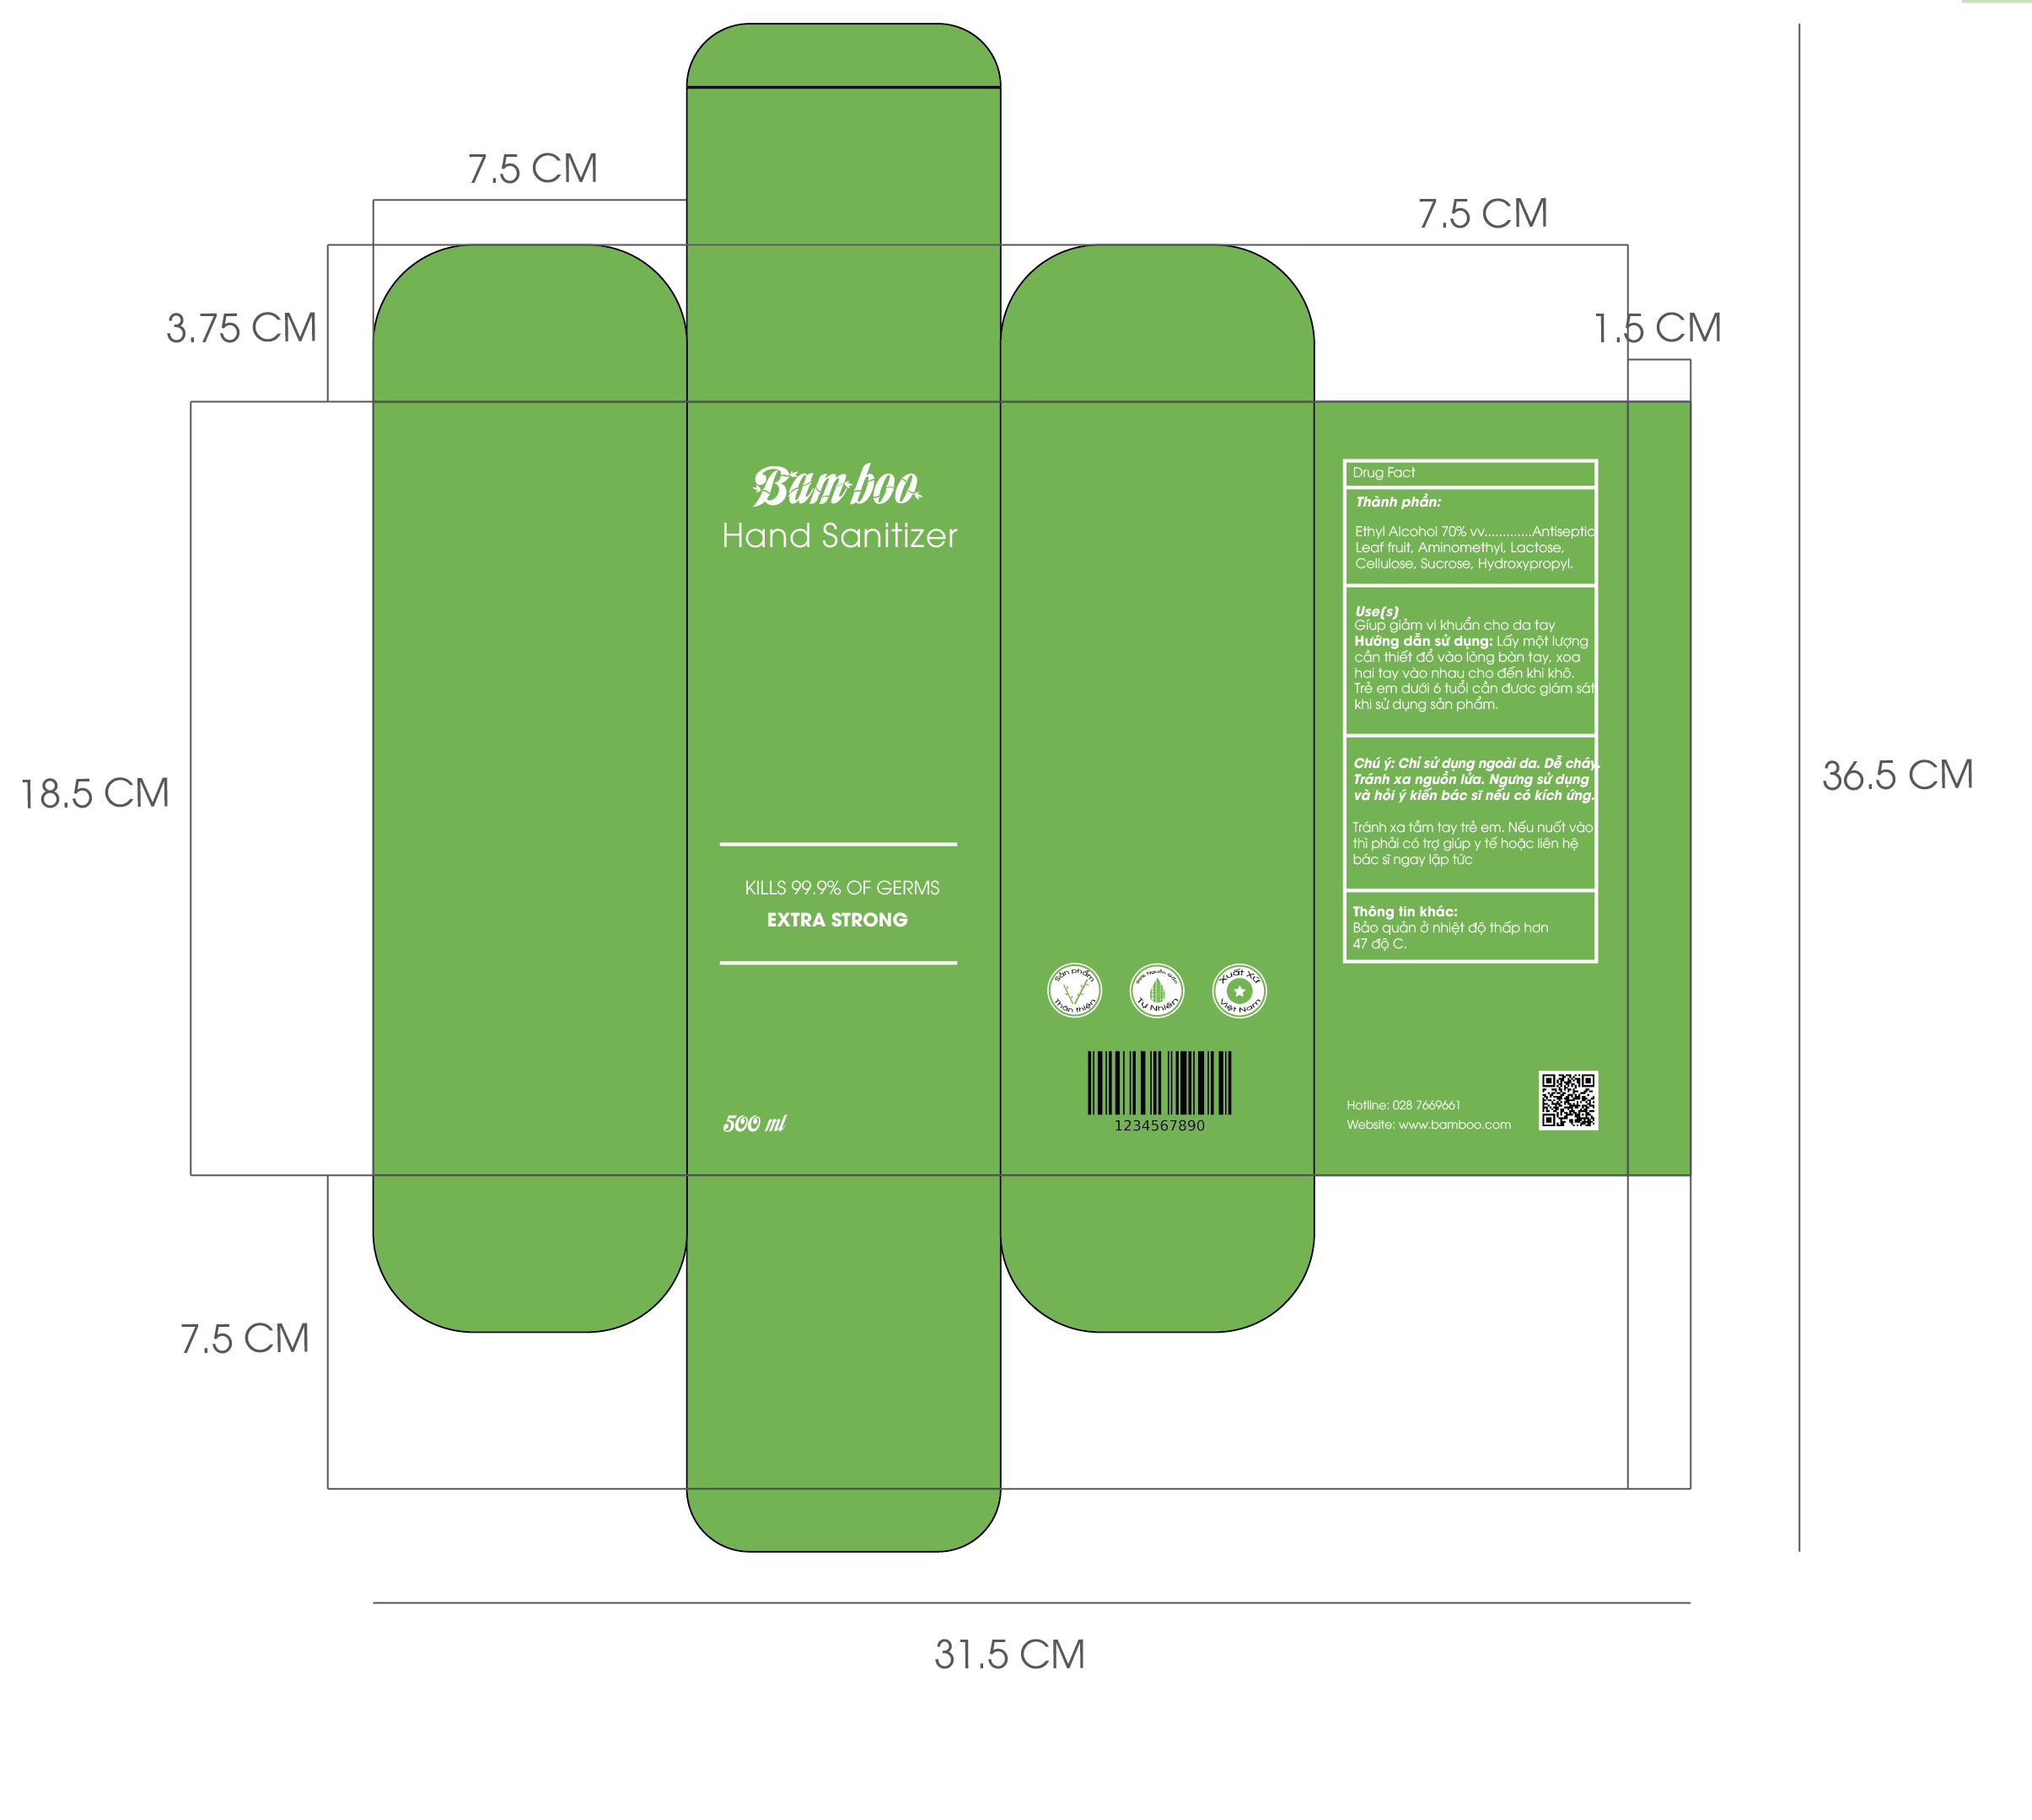 7.5 CM
7.5 CM
3.75 CM
1.5 CM
18.5 CM
36.5 CM
7.5 CM
31.5 CM
Bamboo
Hand Sanitizer
KILLS 99.9% OF GERMS
EXTRA STRONG
500 ml
Sản phẩm
Thân thiện
Nguồn Gốc
Tự Nhiên
Xuất Xứ
Việt Nam
1234567890
Drug Fact
Thành phần:
Ethyl Alcohol 70% vv.............Antiseptic
Leaf fruit, Aminomethyl, Lactose,
Cellulose, Sucrose, Hydroxypropyl.
Use(s)
Gíup giảm vi khuẩn cho da tay
Hướng dẫn sử dụng: Lấy một lượng
cần thiết đổ vào lòng bàn tay, xoa
hai tay vào nhau cho đến khi khô.
Trẻ em dưới 6 tuổi cần đươc giám sát
khi sử dụng sản phẩm.
Chú ý: Chỉ sử dụng ngoài da. Dễ cháy.
Tránh xa nguồn lửa. Ngưng sử dụng
và hỏi ý kiến bác sĩ nếu có kích ứng.
Tránh xa tầm tay trẻ em. Nếu nuốt vào
thì phải có trợ giúp y tế hoặc liên hệ
bác sĩ ngay lập tức
Thông tin khác:
Bảo quản ở nhiệt độ thấp hơn
47 độ C.
Hotline: 028 7669661
Website: www.bamboo.com